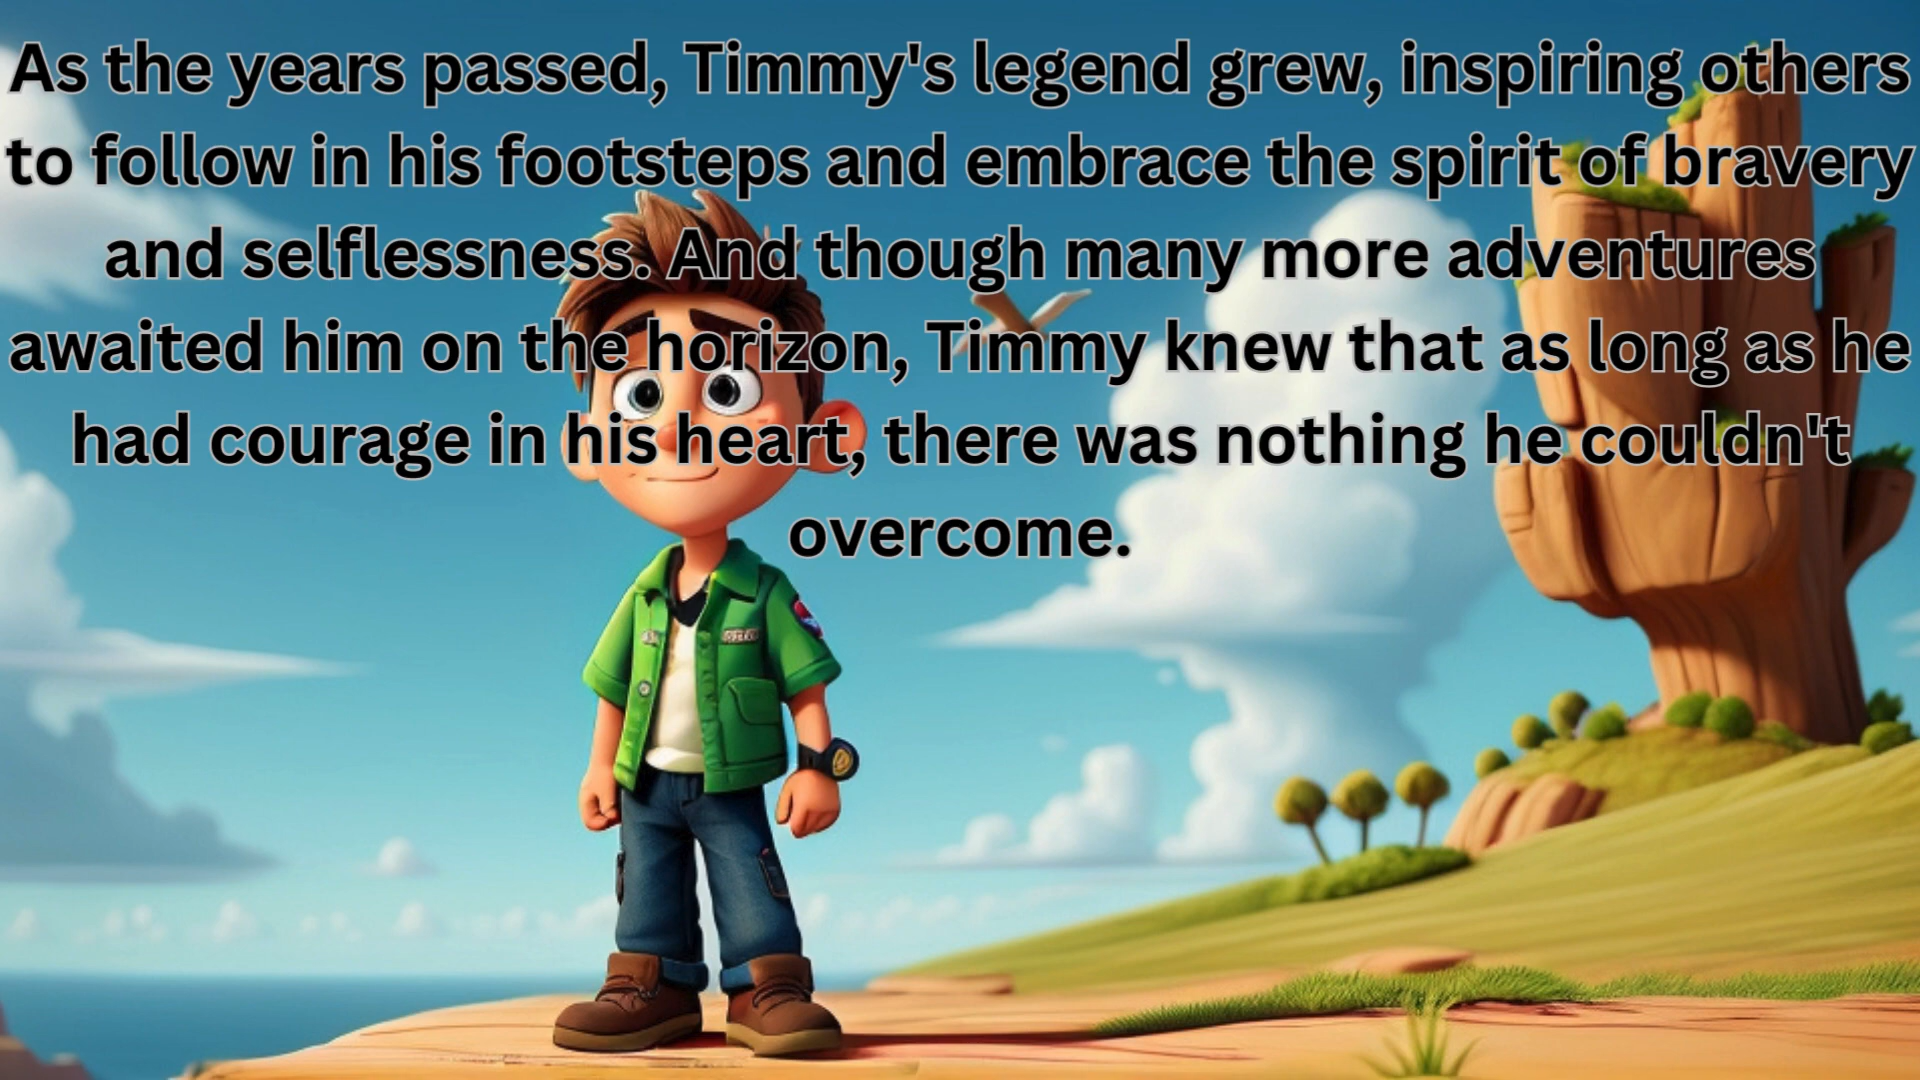 As the years passed, Timmy's legend grew, inspiring others
to follow in his footsteps and embrace the spirit of bravery
and selflessness. And though many more adventures
awaited him on the horizon, Timmy knew that as long as he
had courage in his heart, there was nothing he couldn't
overcome.